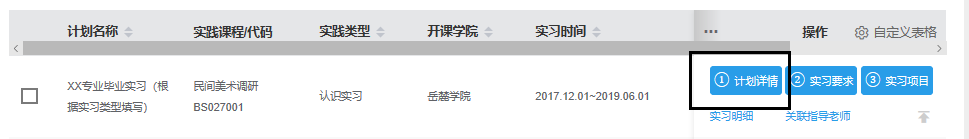 计划名称 实践课程/代码 实践类型 开课学院 实习时间 ... 操作 自定义表格
XX专业毕业实习（根
据实习类型填写）
民间美术调研
BS027001
认识实习
岳麓学院
2017.12.01~2019.06.01
① 计划详情 ② 实习要求 ③ 实习项目
实习明细 关联指导老师